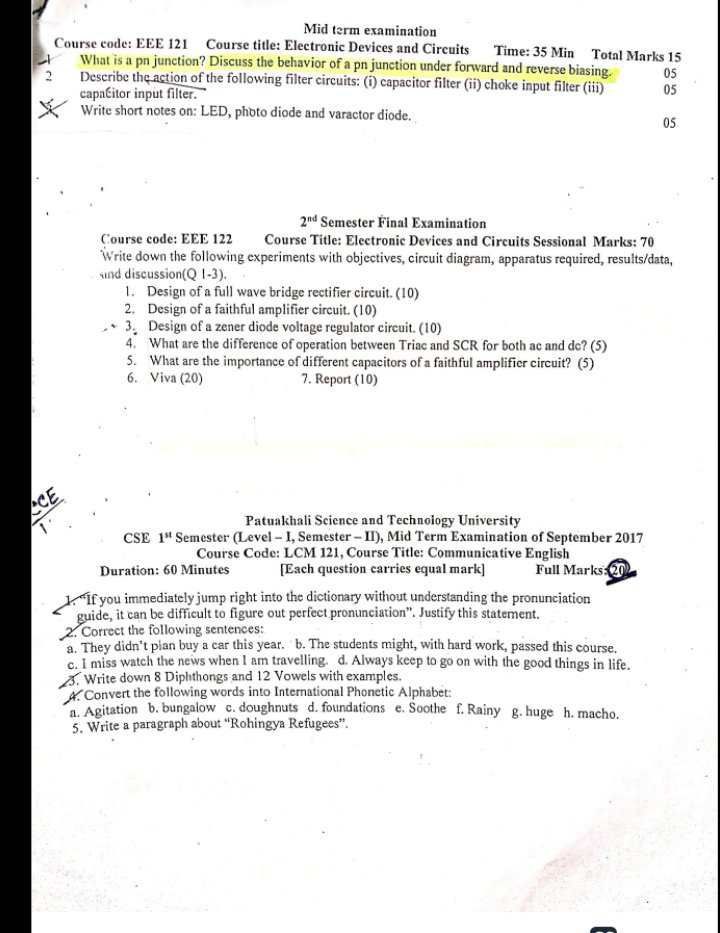 Mid term examination
Course code: EEE 121 Course title: Electronic Devices and Circuits Time: 35 Min Total Marks 15
1 What is a pn junction? Discuss the behavior of a pn junction under forward and reverse biasing. 05
2 Describe the action of the following filter circuits: (i) capacitor filter (ii) choke input filter (iii) 05
capacitor input filter.
Write short notes on: LED, photo diode and varactor diode. 05
2nd Semester Final Examination
Course code: EEE 122 Course Title: Electronic Devices and Circuits Sessional Marks: 70
Write down the following experiments with objectives, circuit diagram, apparatus required, results/data,
and discussion(Q 1-3).
1. Design of a full wave bridge rectifier circuit. (10)
2. Design of a faithful amplifier circuit. (10)
3. Design of a zener diode voltage regulator circuit. (10)
4. What are the difference of operation between Triac and SCR for both ac and dc? (5)
5. What are the importance of different capacitors of a faithful amplifier circuit? (5)
6. Viva (20) 7. Report (10)
Patuakhali Science and Technology University
CSE 1st Semester (Level – I, Semester – II), Mid Term Examination of September 2017
Course Code: LCM 121, Course Title: Communicative English
Duration: 60 Minutes [Each question carries equal mark] Full Marks: 20
1. "If you immediately jump right into the dictionary without understanding the pronunciation
guide, it can be difficult to figure out perfect pronunciation". Justify this statement.
2. Correct the following sentences:
a. They didn't plan buy a car this year. b. The students might, with hard work, passed this course.
c. I miss watch the news when I am travelling. d. Always keep to go on with the good things in life.
3. Write down 8 Diphthongs and 12 Vowels with examples.
4. Convert the following words into International Phonetic Alphabet:
a. Agitation b. bungalow c. doughnuts d. foundations e. Soothe f. Rainy g. huge h. macho.
5. Write a paragraph about "Rohingya Refugees".